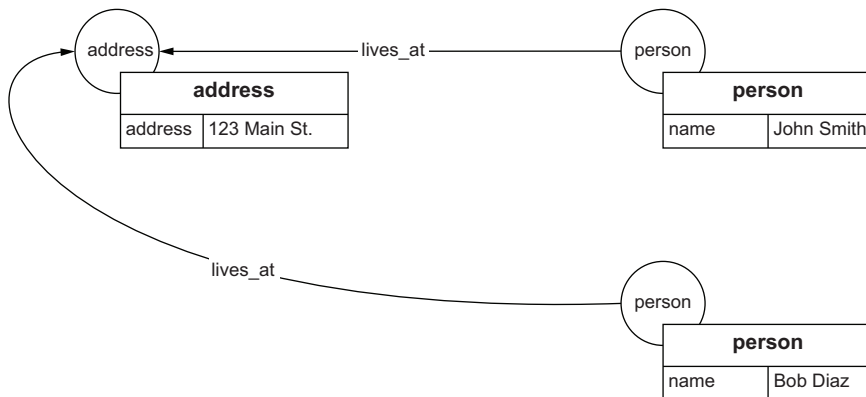 address
lives_at
person
address
person
address 123 Main St.
name John Smith
lives_at
person
person
name Bob Diaz